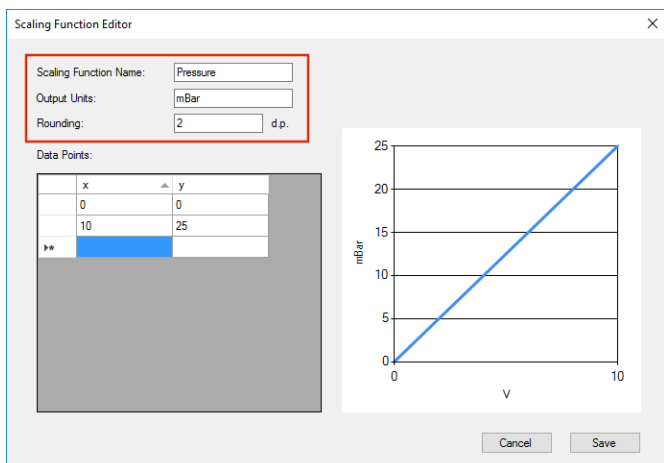 Scaling Function Editor
Scaling Function Name: Pressure
Output Units: mBar
Rounding: 2 d.p.
Data Points:
x y
0 0
10 25
25
20
15
10
5
0
mBar
0 10
V
Cancel Save